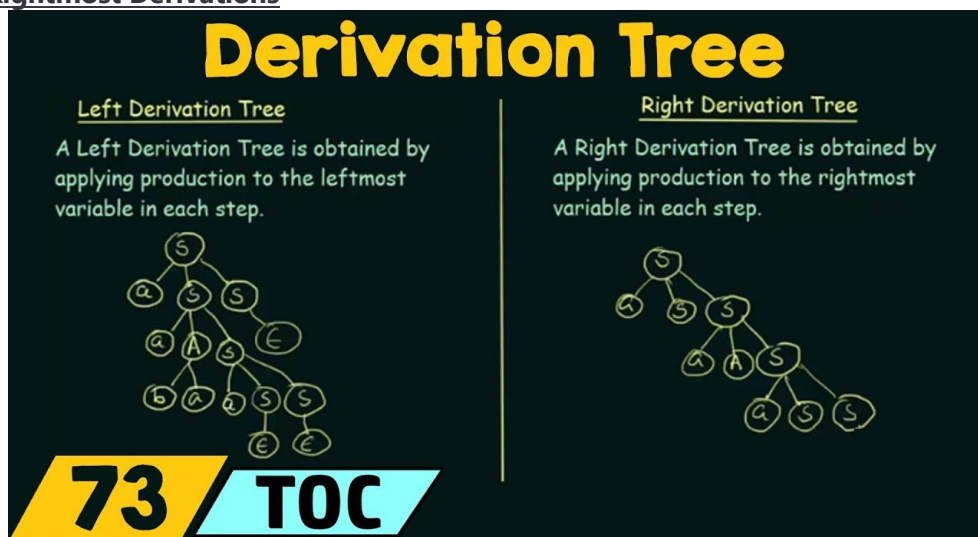 Rightmost Derivations
Derivation Tree
Left Derivation Tree
A Left Derivation Tree is obtained by
applying production to the leftmost
variable in each step.
S
a S S
a A S ϵ
b a a S S
ϵ ϵ
Right Derivation Tree
A Right Derivation Tree is obtained by
applying production to the rightmost
variable in each step.
S
a S S
a A S
a S S
73 TOC